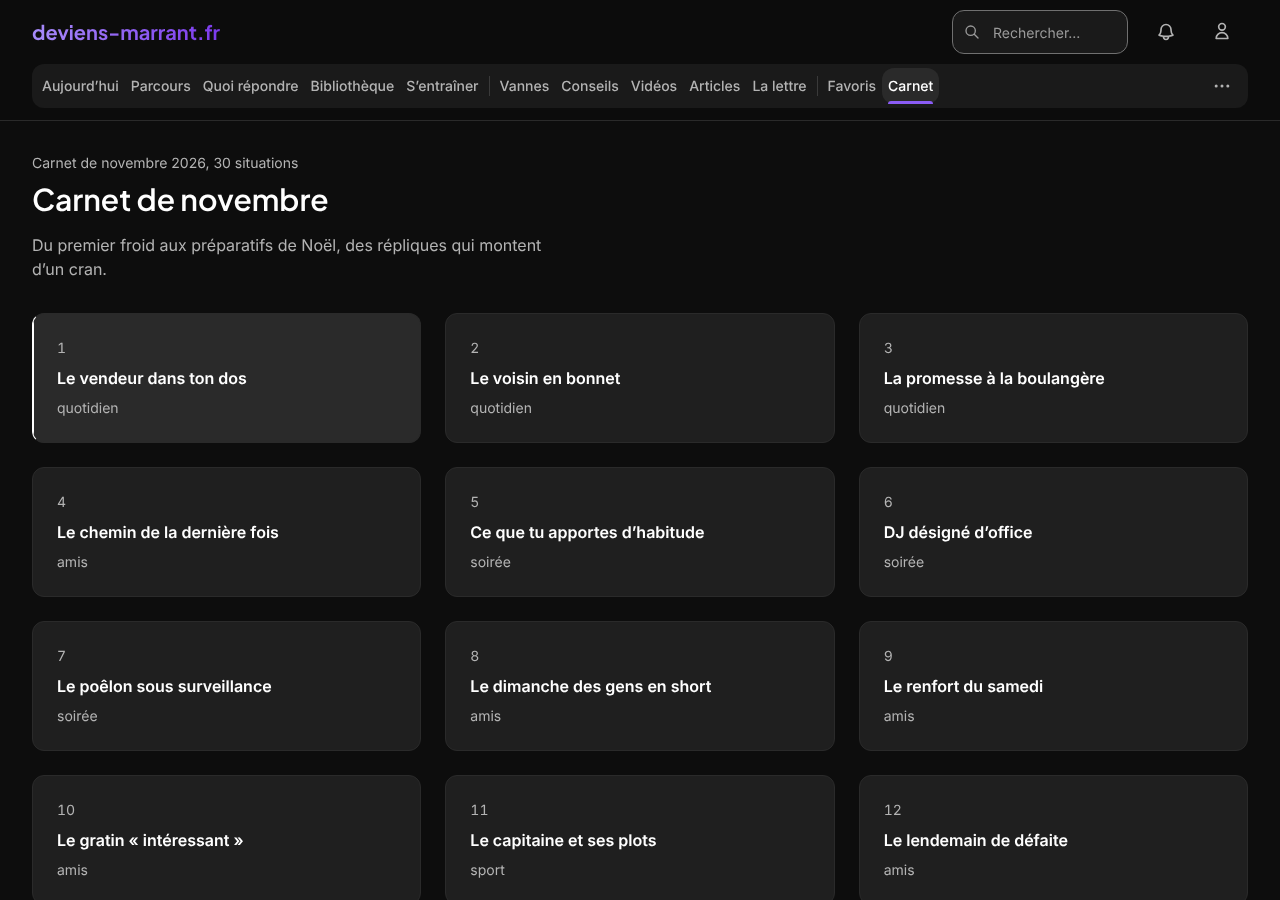 deviens-marrant.fr
Rechercher...
Aujourd’hui Parcours Quoi répondre Bibliothèque S’entraîner Vannes Conseils Vidéos Articles La lettre Favoris Carnet
Carnet de novembre 2026, 30 situations
Carnet de novembre
Du premier froid aux préparatifs de Noël, des répliques qui montent
d’un cran.
1
Le vendeur dans ton dos
quotidien
2
Le voisin en bonnet
quotidien
3
La promesse à la boulangère
quotidien
4
Le chemin de la dernière fois
amis
5
Ce que tu apportes d’habitude
soirée
6
DJ désigné d’office
soirée
7
Le poêlon sous surveillance
soirée
8
Le dimanche des gens en short
amis
9
Le renfort du samedi
amis
10
Le gratin « intéressant »
amis
11
Le capitaine et ses plots
sport
12
Le lendemain de défaite
amis